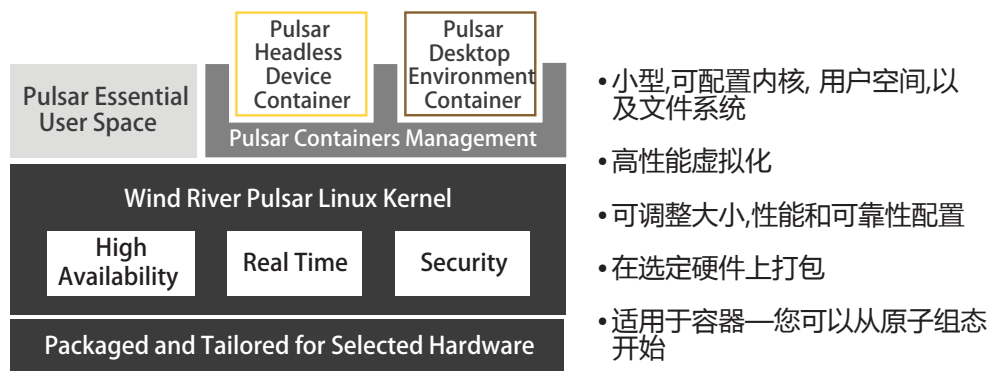 Pulsar
Headless
Device
Container
Pulsar
Desktop
Environment
Container
Pulsar Essential
User Space
Pulsar Containers Management
Wind River Pulsar Linux Kernel
High
Availability
Real Time
Security
Packaged and Tailored for Selected Hardware
•小型,可配置内核, 用户空间,以
及文件系统
•高性能虚拟化
•可调整大小,性能和可靠性配置
•在选定硬件上打包
•适用于容器—您可以从原子组态
开始